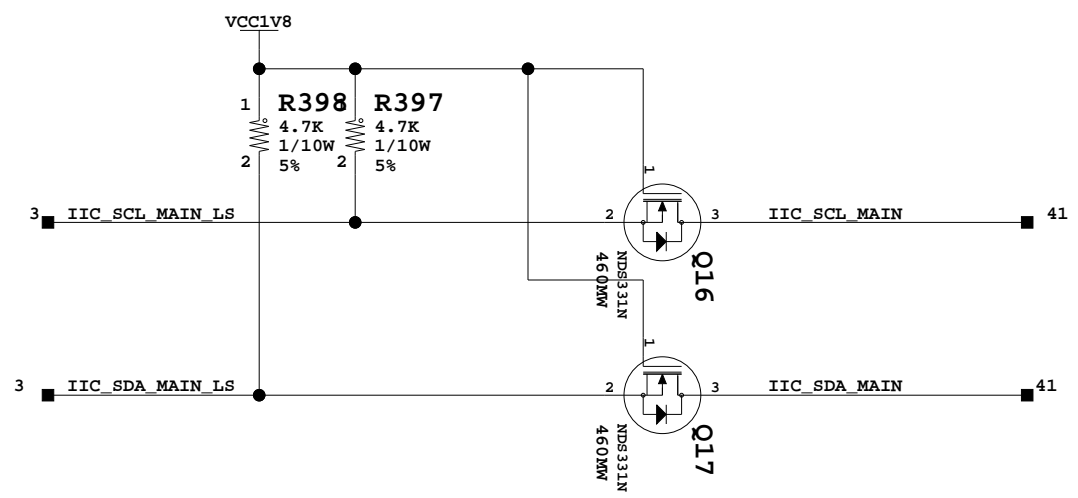 VCC1V8
1 R398 1 R397
4.7K 4.7K
1/10W 1/10W
2 5% 2 5%
1
3 IIC_SCL_MAIN_LS 2 3 IIC_SCL_MAIN 41
NDS331N
460MW
Q16
1
3 IIC_SDA_MAIN_LS 2 3 IIC_SDA_MAIN 41
NDS331N
460MW
Q17